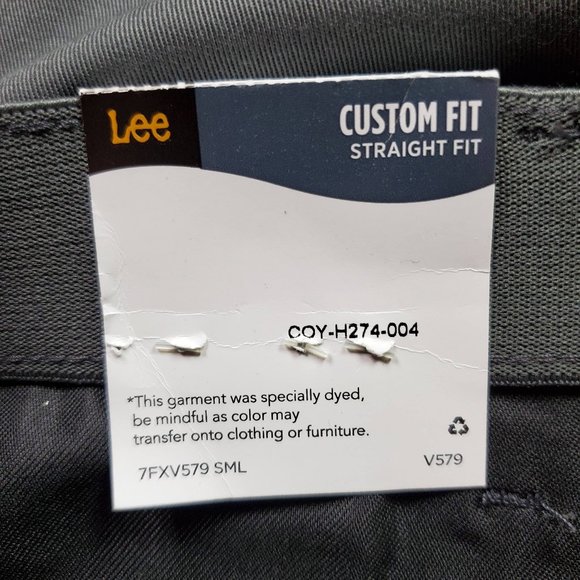 Lee
CUSTOM FIT
STRAIGHT FIT
COY-H274-004
*This garment was specially dyed,
be mindful as color may
transfer onto clothing or furniture.
7FXV579 SML
V579